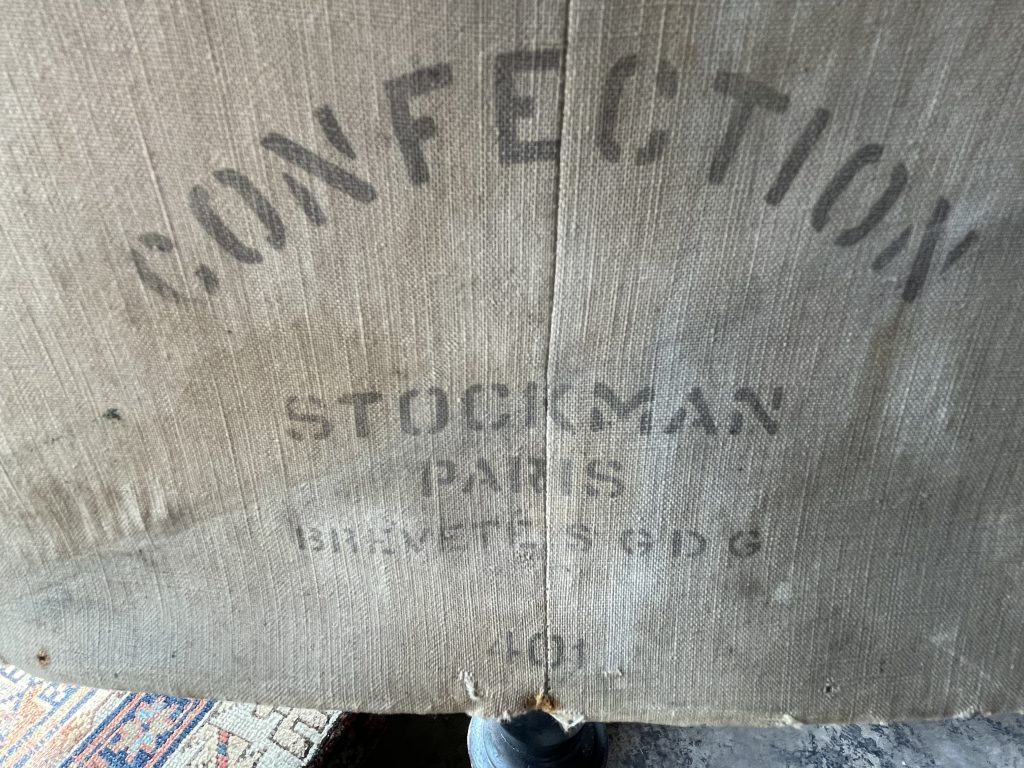 CONFECTION
STOCKMAN
PARIS
BREVETÉ S G D G
401